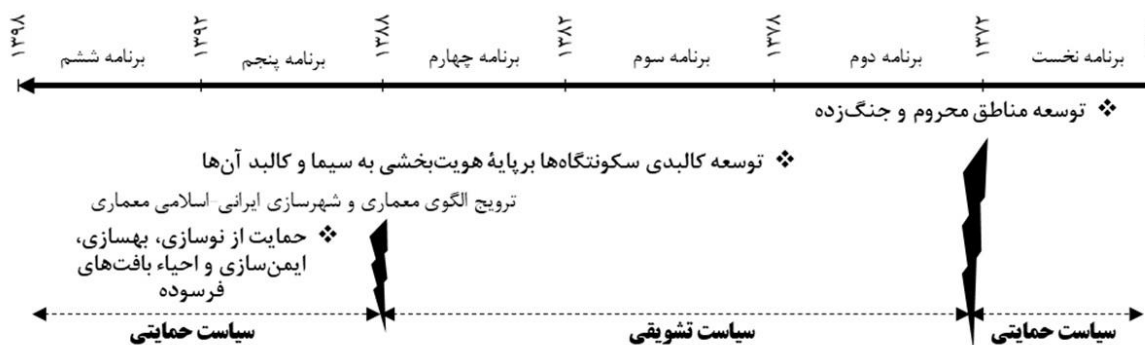 ۱۳۷۲
۱۳۷۸
۱۳۸۲
۱۳۸۸
۱۳۹۲
۱۳۹۸
برنامه نخست
برنامه دوم
برنامه سوم
برنامه چهارم
برنامه پنجم
برنامه ششم
❖ توسعه مناطق محروم و جنگ‌زده
❖ توسعه کالبدی سکونتگاه‌ها برپایهٔ هویت‌بخشی به سیما و کالبد آن‌ها
ترویج الگوی معماری و شهرسازی ایرانی-اسلامی معماری
❖ حمایت از نوسازی، بهسازی،
ایمن‌سازی و احیاء بافت‌های
فرسوده
سیاست حمایتی
سیاست تشویقی
سیاست حمایتی